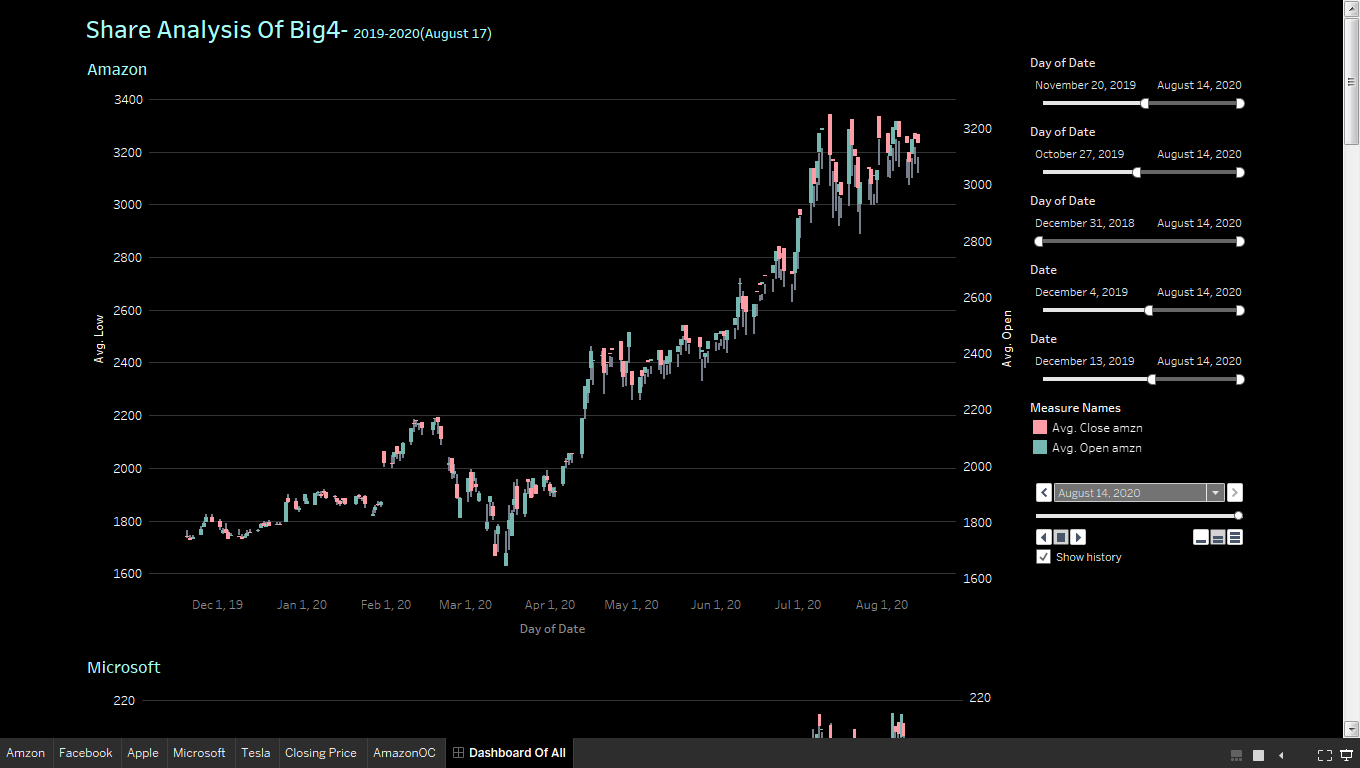 Share Analysis Of Big4- 2019-2020(August 17)
Amazon
3400
3200
3000
2800
2600
2400
2200
2000
1800
1600
Avg. Low
3200
3000
2800
2600
2400
2200
2000
1800
1600
Avg. Open
Dec 1, 19 Jan 1, 20 Feb 1, 20 Mar 1, 20 Apr 1, 20 May 1, 20 Jun 1, 20 Jul 1, 20 Aug 1, 20
Day of Date
Microsoft
220 220
Day of Date
November 20, 2019 August 14, 2020
Day of Date
October 27, 2019 August 14, 2020
Day of Date
December 31, 2018 August 14, 2020
Date
December 4, 2019 August 14, 2020
Date
December 13, 2019 August 14, 2020
Measure Names
Avg. Close amzn
Avg. Open amzn
August 14, 2020
Show history
Amzon Facebook Apple Microsoft Tesla Closing Price AmazonOC Dashboard Of All